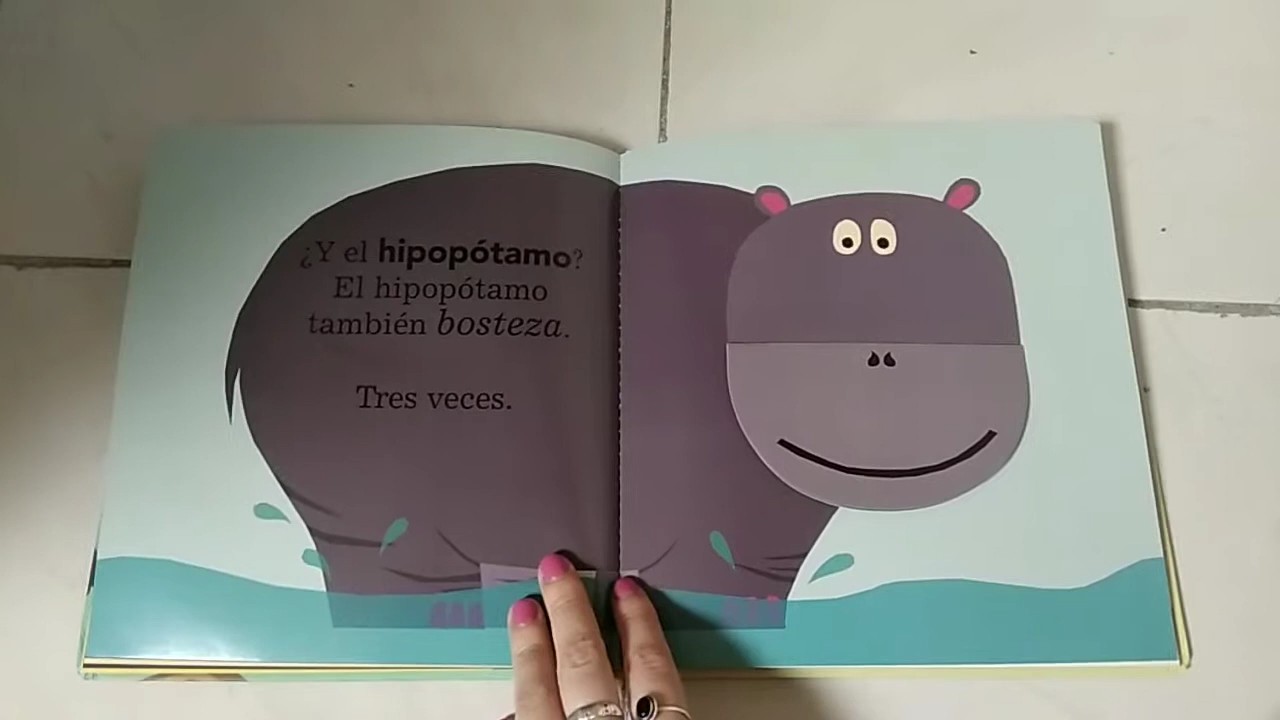 ¿Y el hipopótamo?
El hipopótamo
también bosteza.
Tres veces.